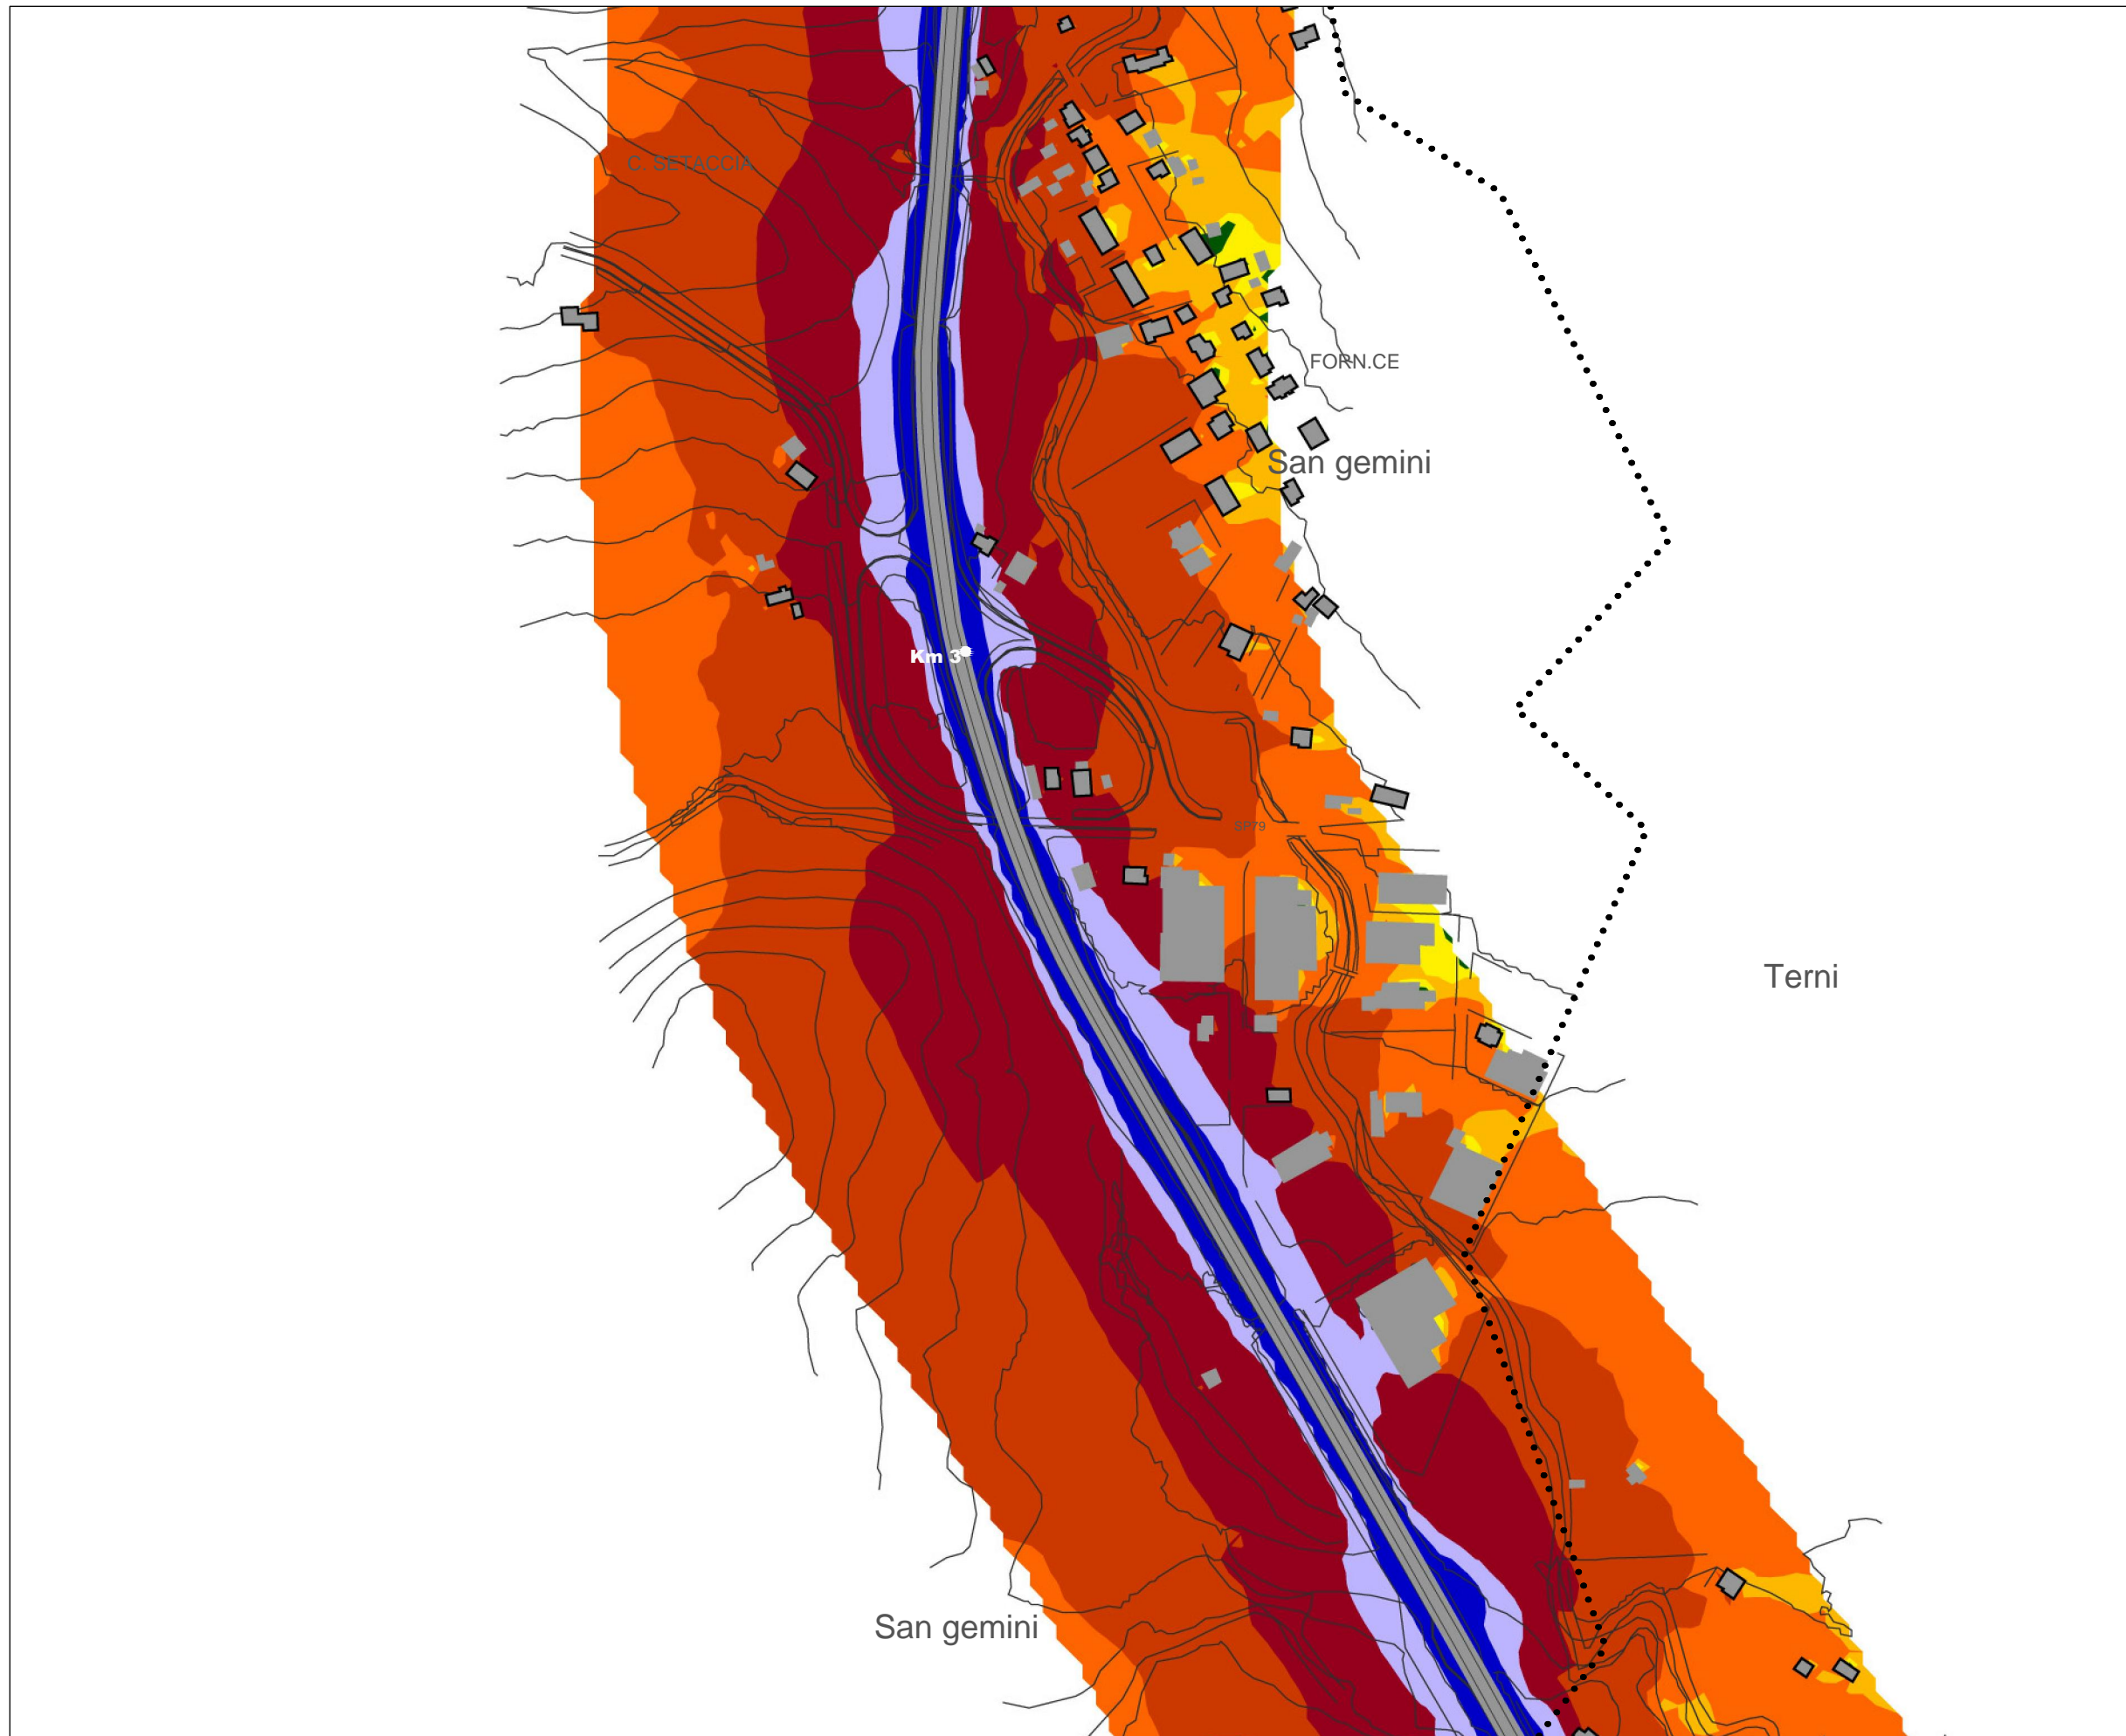 C. SETACCIA
FORN.CE
San gemini
Km 3
SP79
Terni
San gemini